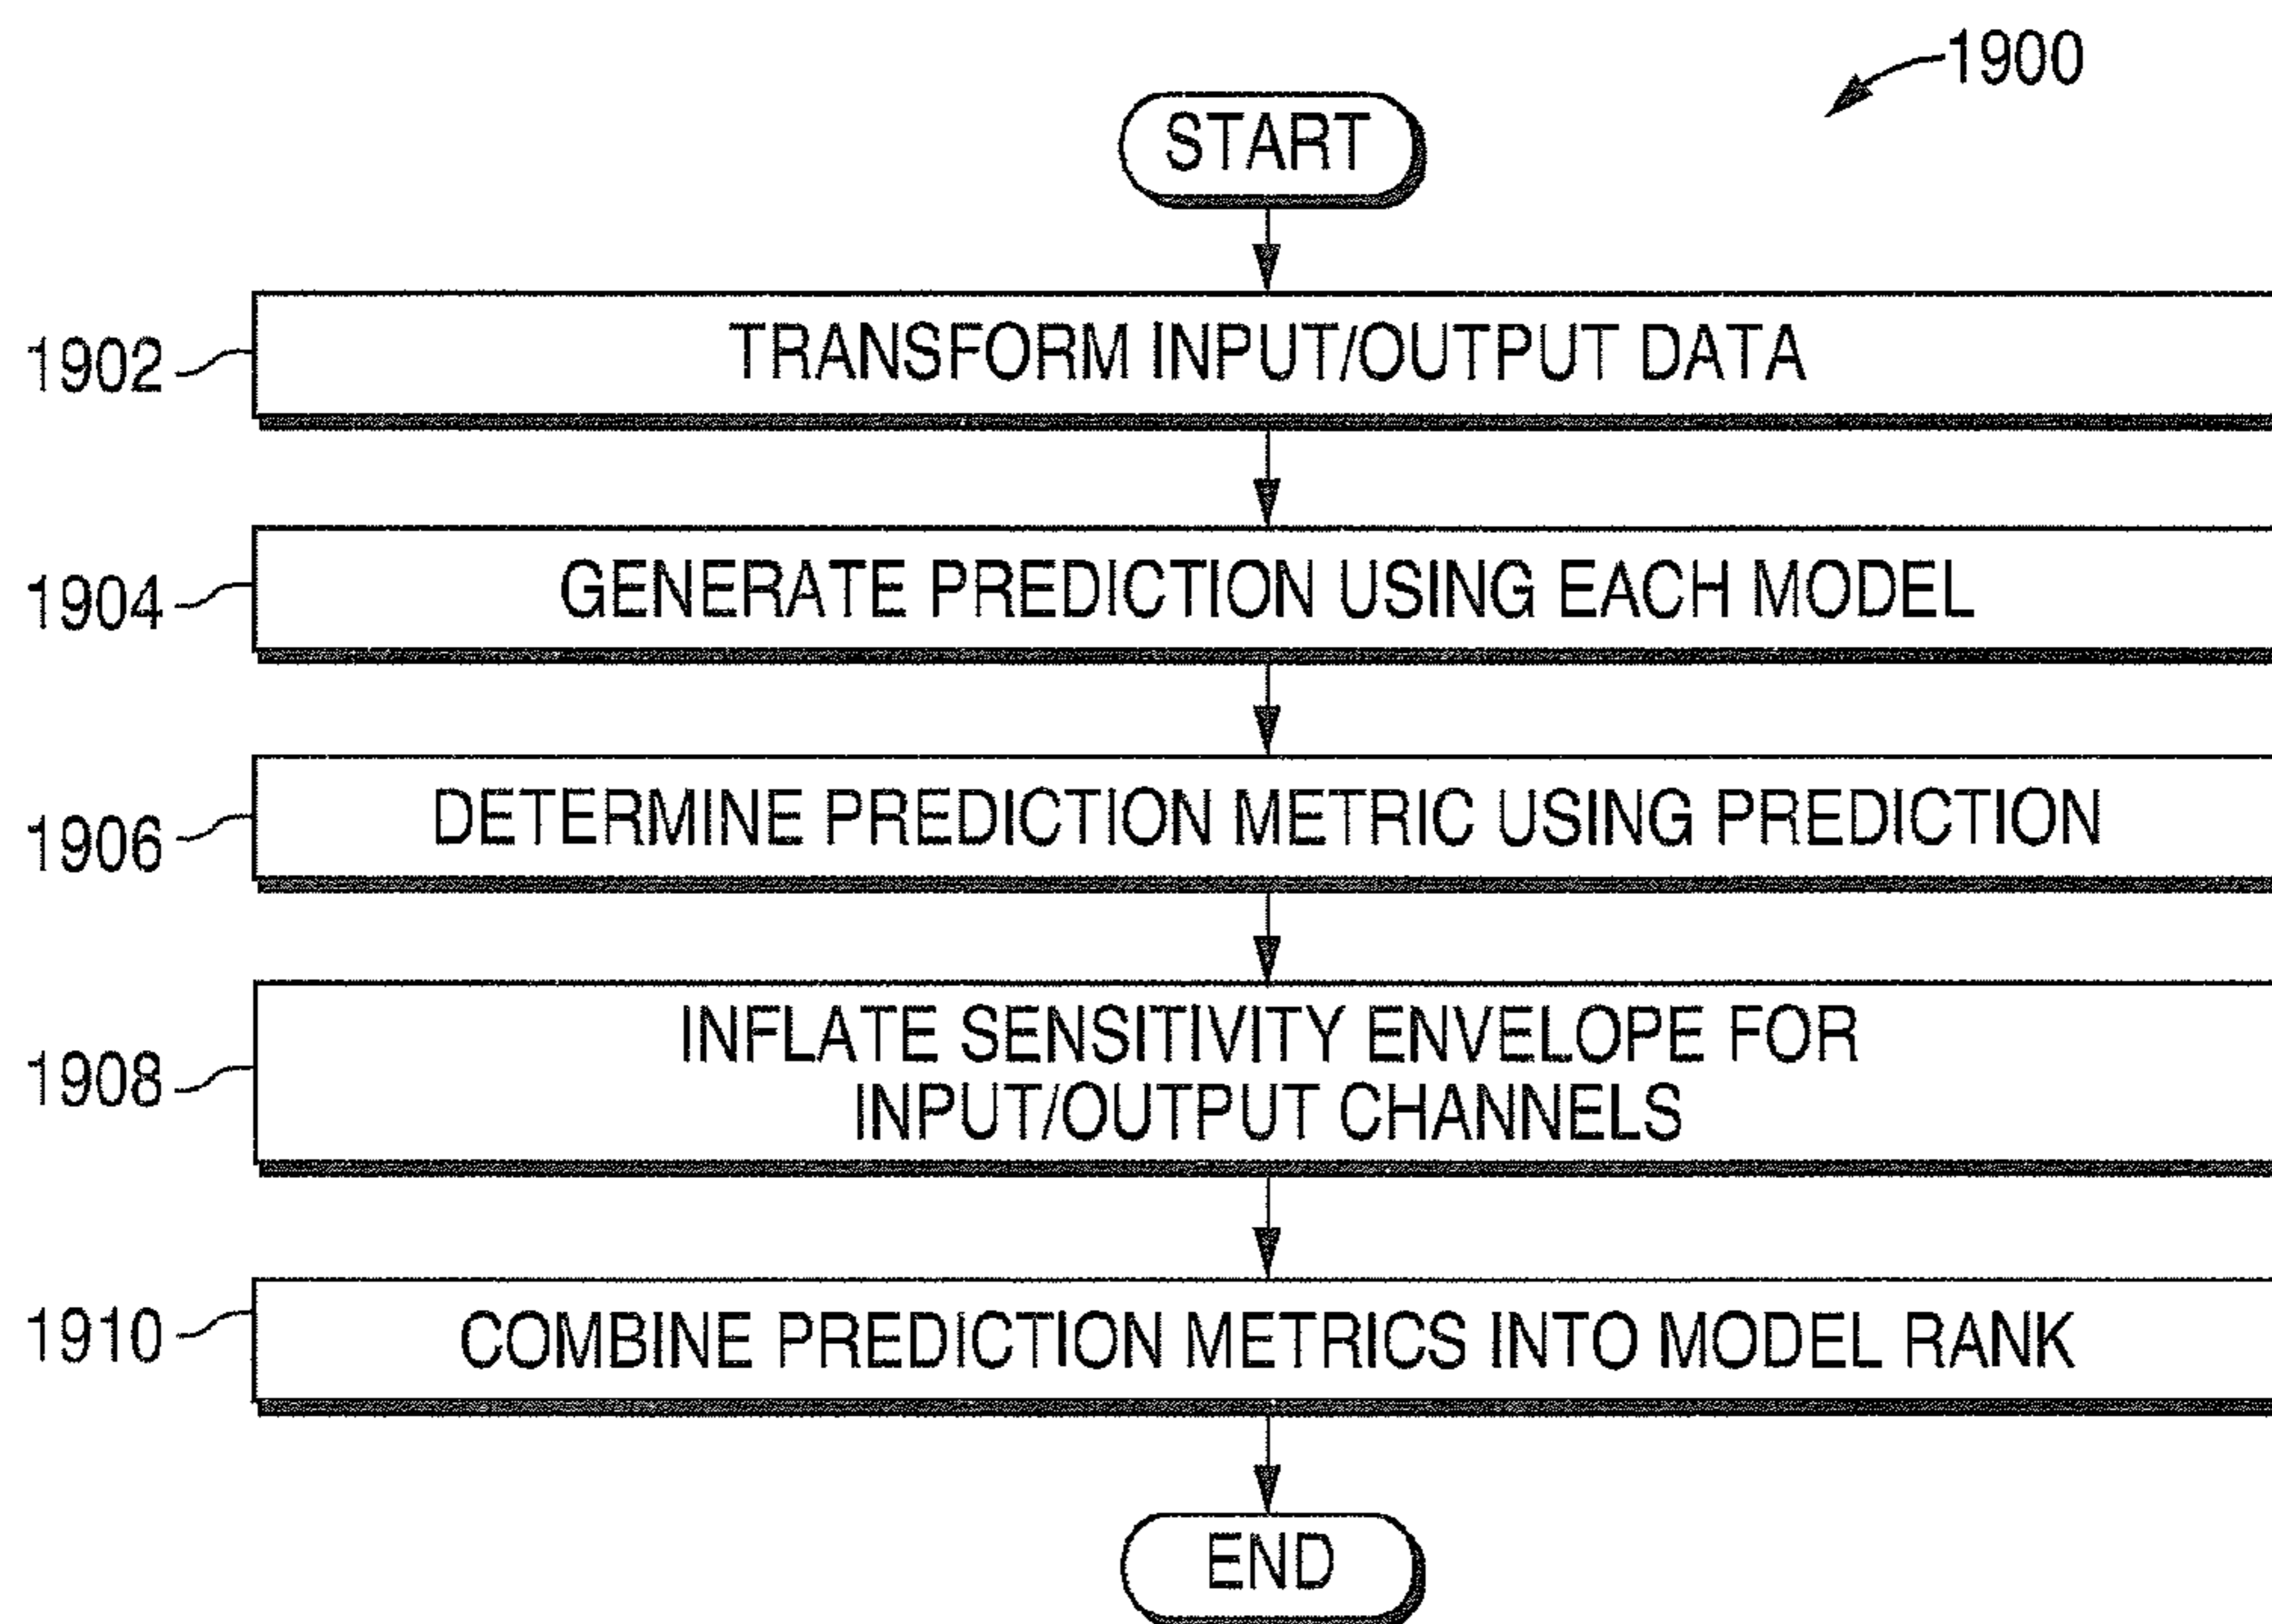 1900
START
1902
TRANSFORM INPUT/OUTPUT DATA
1904
GENERATE PREDICTION USING EACH MODEL
1906
DETERMINE PREDICTION METRIC USING PREDICTION
1908
INFLATE SENSITIVITY ENVELOPE FOR
INPUT/OUTPUT CHANNELS
1910
COMBINE PREDICTION METRICS INTO MODEL RANK
END